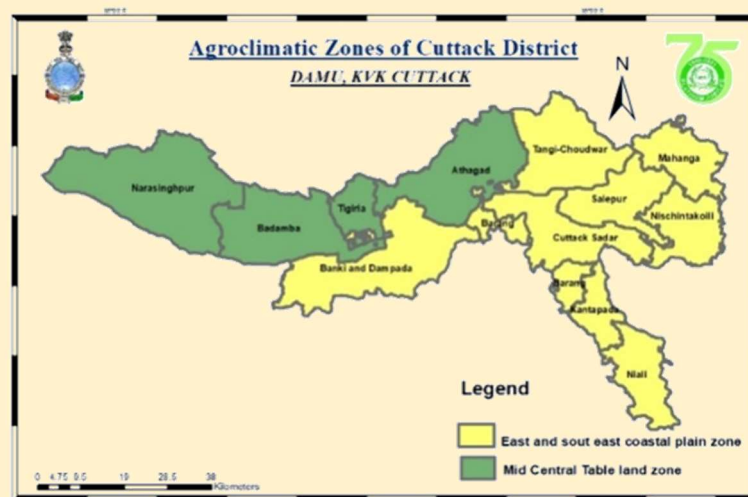 Agroclimatic Zones of Cuttack District
DAMU, KVK CUTTACK
75
N
Tangi-Choudwar
Mahanga
Athagad
Narasinghpur
Salepur
Tigiria
Nischintakoili
Badamba
Cuttack Sadar
Banki and Dampada
Barang
Kantapada
Niali
Legend
East and sout east coastal plain zone
Mid Central Table land zone
0 4.75 9.5 19 28.5 38
Kilometers